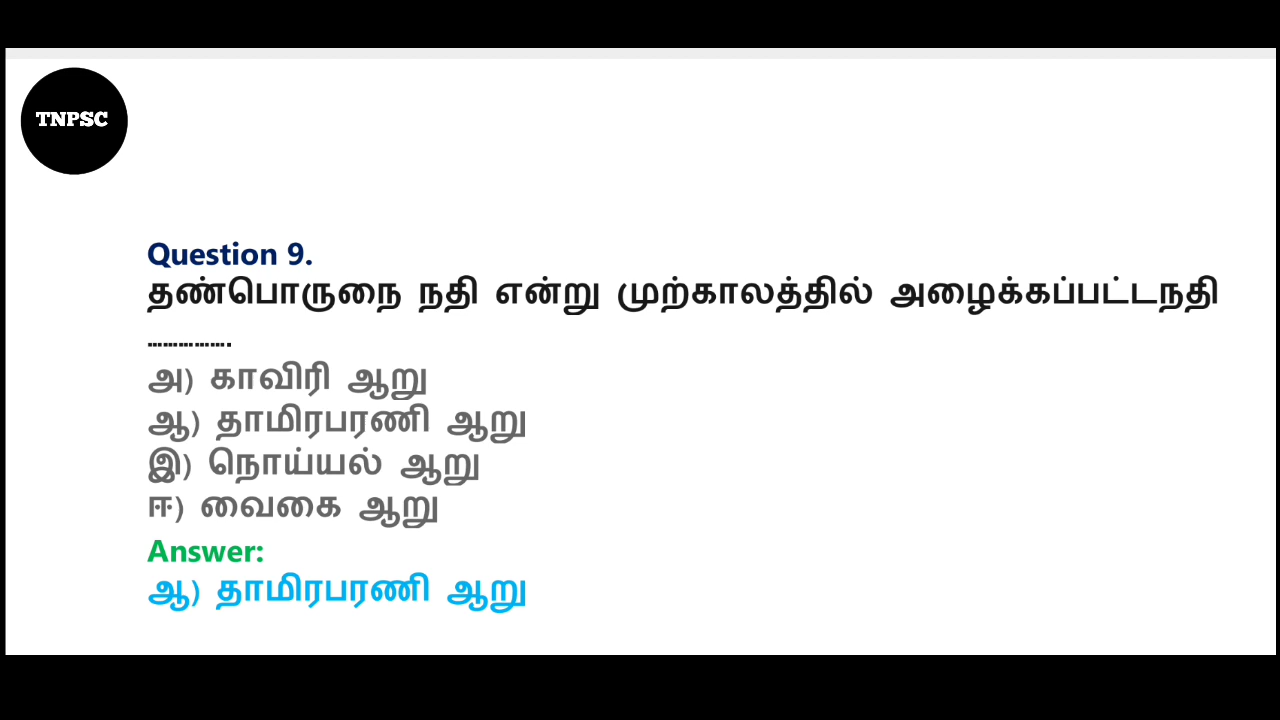 TNPSC
Question 9.
தண்பொருநை நதி என்று முற்காலத்தில் அழைக்கப்பட்டநதி
……………
அ) காவிரி ஆறு
ஆ) தாமிரபரணி ஆறு
இ) நொய்யல் ஆறு
ஈ) வைகை ஆறு
Answer:
ஆ) தாமிரபரணி ஆறு